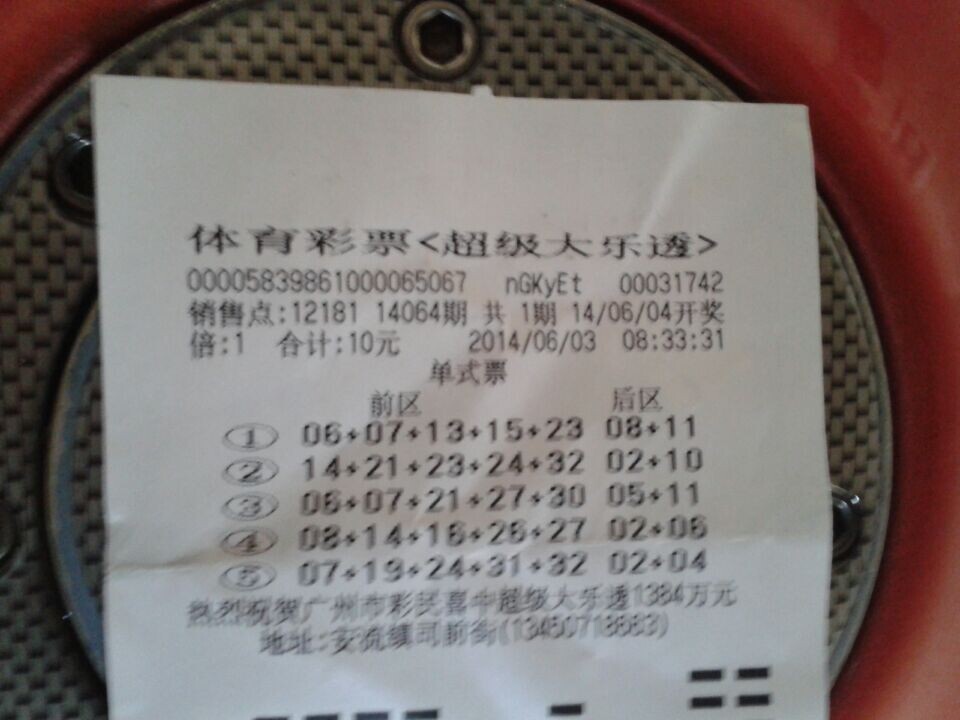 体育彩票<超级大乐透>
00005839861000065067 nGKyEt 00031742
销售点:12181 14064期 共 1期 14/06/04开奖
倍:1 合计:10元 2014/06/03 08:33:31
单式票
前区 后区
① 06+07+13+15+23 08+11
② 14+21+23+24+32 02+10
③ 06+07+21+27+30 05+11
④ 08+14+16+26+27 02+06
⑤ 07+19+24+31+32 02+04
热烈祝贺广州市彩民喜中超级大乐透1384万元
地址:安流镇司前街